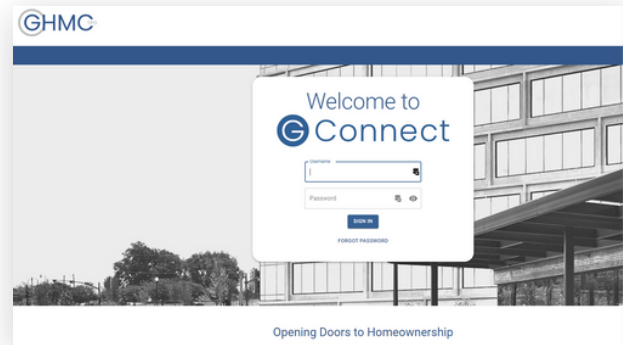 GHMC
Welcome to
G Connect
Username
Password
SIGN IN
FORGOT PASSWORD
Opening Doors to Homeownership